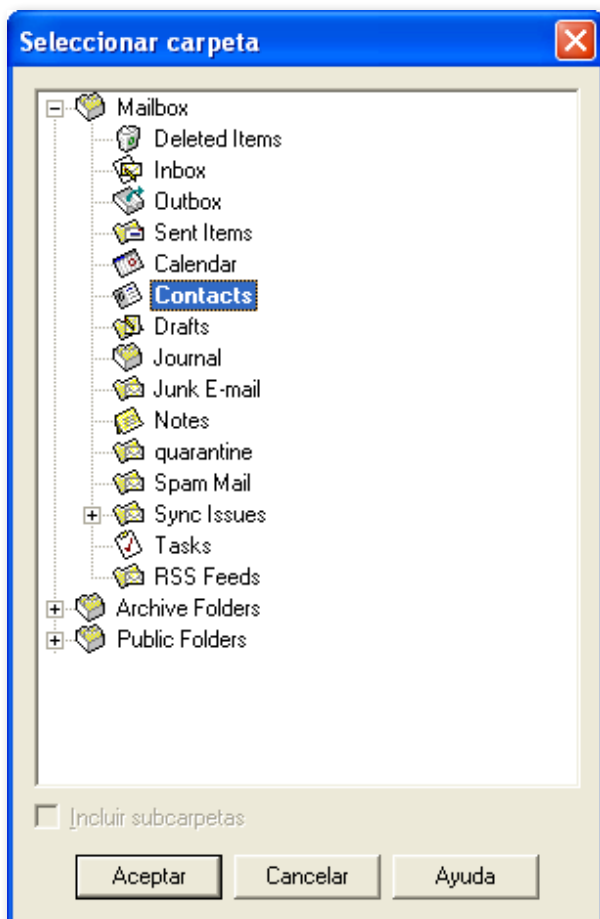 Seleccionar carpeta
Mailbox
Deleted Items
Inbox
Outbox
Sent Items
Calendar
Contacts
Drafts
Journal
Junk E-mail
Notes
quarantine
Spam Mail
Sync Issues
Tasks
RSS Feeds
Archive Folders
Public Folders
Incluir subcarpetas
Aceptar Cancelar Ayuda